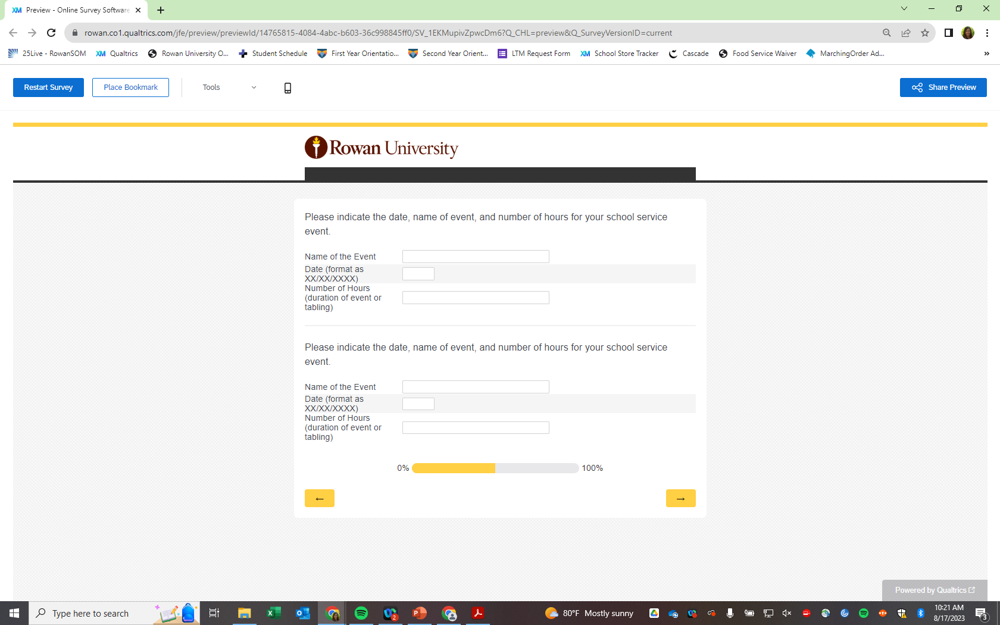 Preview - Online Survey Software
rowan.co1.qualtrics.com/jfe/preview/previewId/14765815-4084-4abc-b603-36c998845ff0/SV_1EKMupivZpwcDm6?Q_CHL=preview&Q_SurveyVersionID=current
25Live - RowanSOM XM Qualtrics Rowan University O... Student Schedule First Year Orientatio... Second Year Orient... LTM Request Form XM School Store Tracker Cascade Food Service Waiver MarchingOrder Ad... »
Restart Survey Place Bookmark Tools Share Preview
Rowan University
Please indicate the date, name of event, and number of hours for your school service
event.
Name of the Event
Date (format as
XX/XX/XXXX)
Number of Hours
(duration of event or
tabling)
Please indicate the date, name of event, and number of hours for your school service
event.
Name of the Event
Date (format as
XX/XX/XXXX)
Number of Hours
(duration of event or
tabling)
0% 100%
← →
Powered by Qualtrics
Type here to search 2 80°F Mostly sunny 10:21 AM
8/17/2023 3